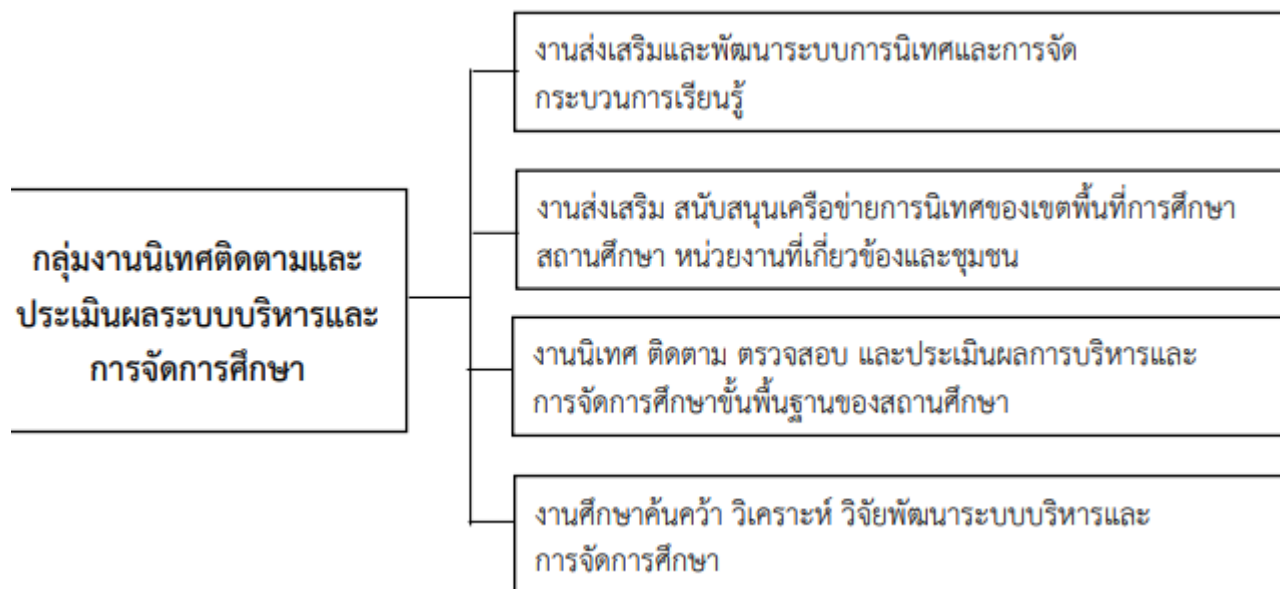 งานส่งเสริมและพัฒนาระบบการนิเทศและการจัด
กระบวนการเรียนรู้
งานส่งเสริม สนับสนุนเครือข่ายการนิเทศของเขตพื้นที่การศึกษา
สถานศึกษา หน่วยงานที่เกี่ยวข้องและชุมชน
กลุ่มงานนิเทศติดตามและ
ประเมินผลระบบบริหารและ
การจัดการศึกษา
งานนิเทศ ติดตาม ตรวจสอบ และประเมินผลการบริหารและ
การจัดการศึกษาขั้นพื้นฐานของสถานศึกษา
งานศึกษาค้นคว้า วิเคราะห์ วิจัยพัฒนาระบบบริหารและ
การจัดการศึกษา